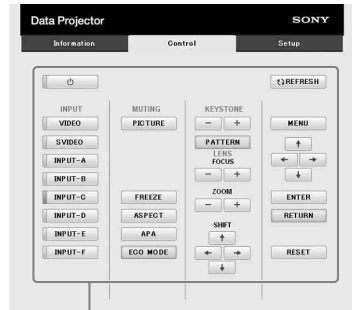 Data Projector
SONY
Information
Control
Setup
REFRESH
INPUT
MUTING
KEYSTONE
VIDEO
PICTURE
- +
MENU
SVIDEO
PATTERN
LENS
FOCUS
INPUT-A
- +
INPUT-B
ZOOM
INPUT-C
FREEZE
- +
ENTER
INPUT-D
ASPECT
RETURN
SHIFT
INPUT-E
APA
INPUT-F
ECO MODE
RESET